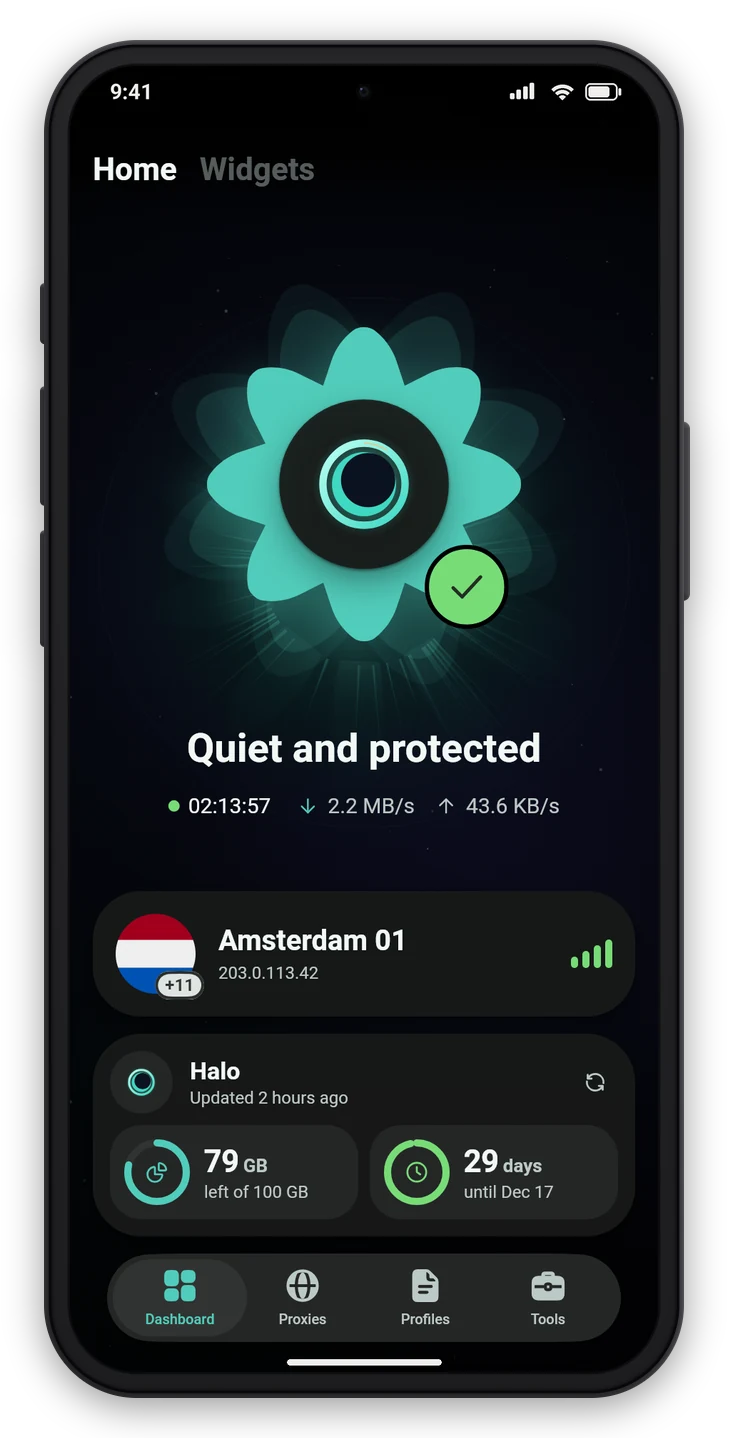 9:41
Home Widgets
Quiet and protected
02:13:57 ↓ 2.2 MB/s ↑ 43.6 KB/s
Amsterdam 01
+11 203.0.113.42
Halo
Updated 2 hours ago
79 GB
left of 100 GB
29 days
until Dec 17
Dashboard Proxies Profiles Tools